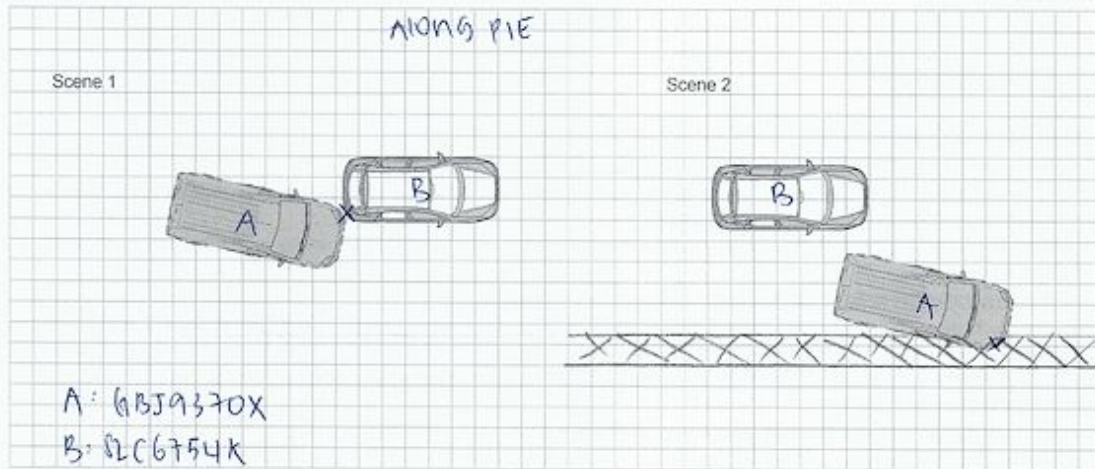 Along PIE
Scene 1
Scene 2
B
A
B
A
A: GBJ9370X
B: SLC6754K